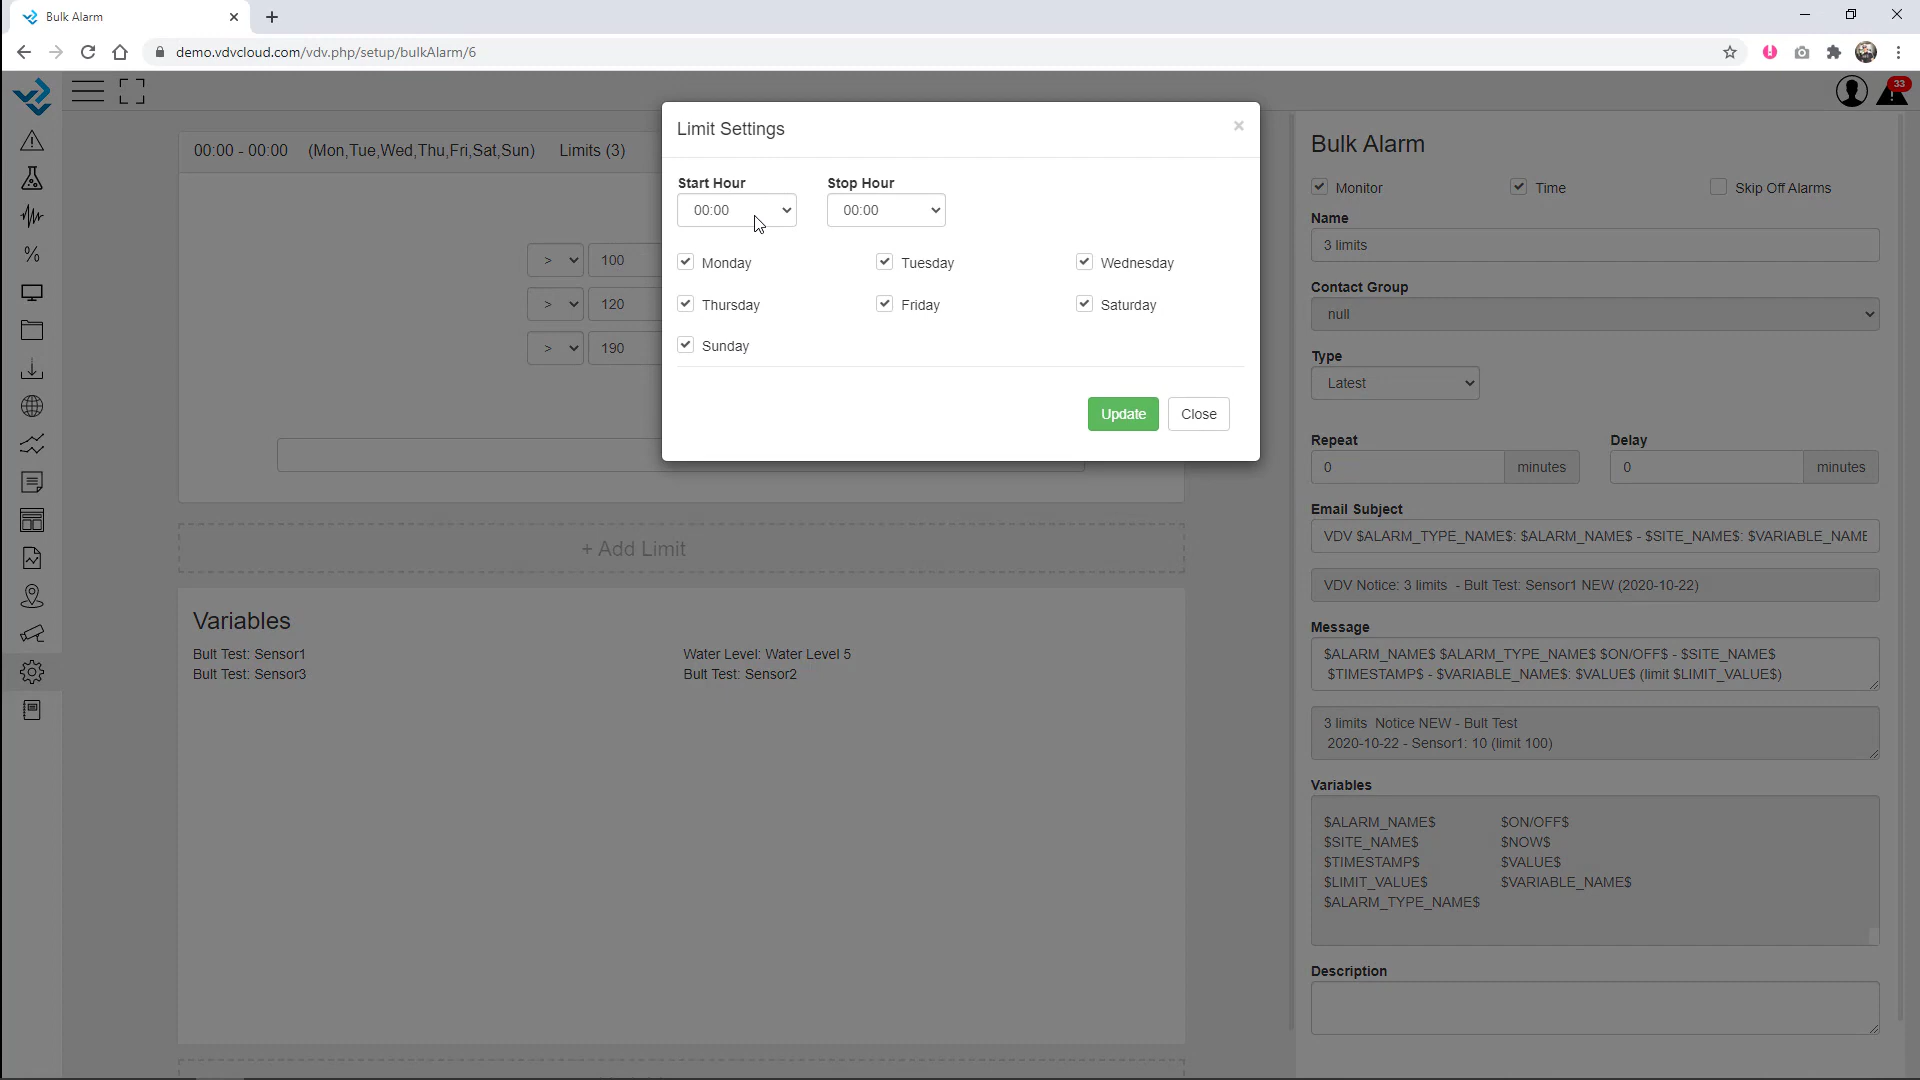 Bulk Alarm
demo.vdvcloud.com/vdv.php/setup/bulkAlarm/6
33
00:00 - 00:00 (Mon,Tue,Wed,Thu,Fri,Sat,Sun) Limits (3)
> 100
> 120
> 190
+ Add Limit
Variables
Bult Test: Sensor1 Water Level: Water Level 5
Bult Test: Sensor3 Bult Test: Sensor2
Limit Settings
×
Start Hour Stop Hour
00:00 00:00
Monday Tuesday Wednesday
Thursday Friday Saturday
Sunday
Update Close
Bulk Alarm
Monitor Time Skip Off Alarms
Name
3 limits
Contact Group
null
Type
Latest
Repeat Delay
0 minutes 0 minutes
Email Subject
VDV $ALARM_TYPE_NAME$: $ALARM_NAME$ - $SITE_NAME$: $VARIABLE_NAME
VDV Notice: 3 limits - Bult Test: Sensor1 NEW (2020-10-22)
Message
$ALARM_NAME$ $ALARM_TYPE_NAME$ $ON/OFF$ - $SITE_NAME$
$TIMESTAMP$ - $VARIABLE_NAME$: $VALUE$ (limit $LIMIT_VALUE$)
3 limits Notice NEW - Bult Test
2020-10-22 - Sensor1: 10 (limit 100)
Variables
$ALARM_NAME$ $ON/OFF$
$SITE_NAME$ $NOW$
$TIMESTAMP$ $VALUE$
$LIMIT_VALUE$ $VARIABLE_NAME$
$ALARM_TYPE_NAME$
Description